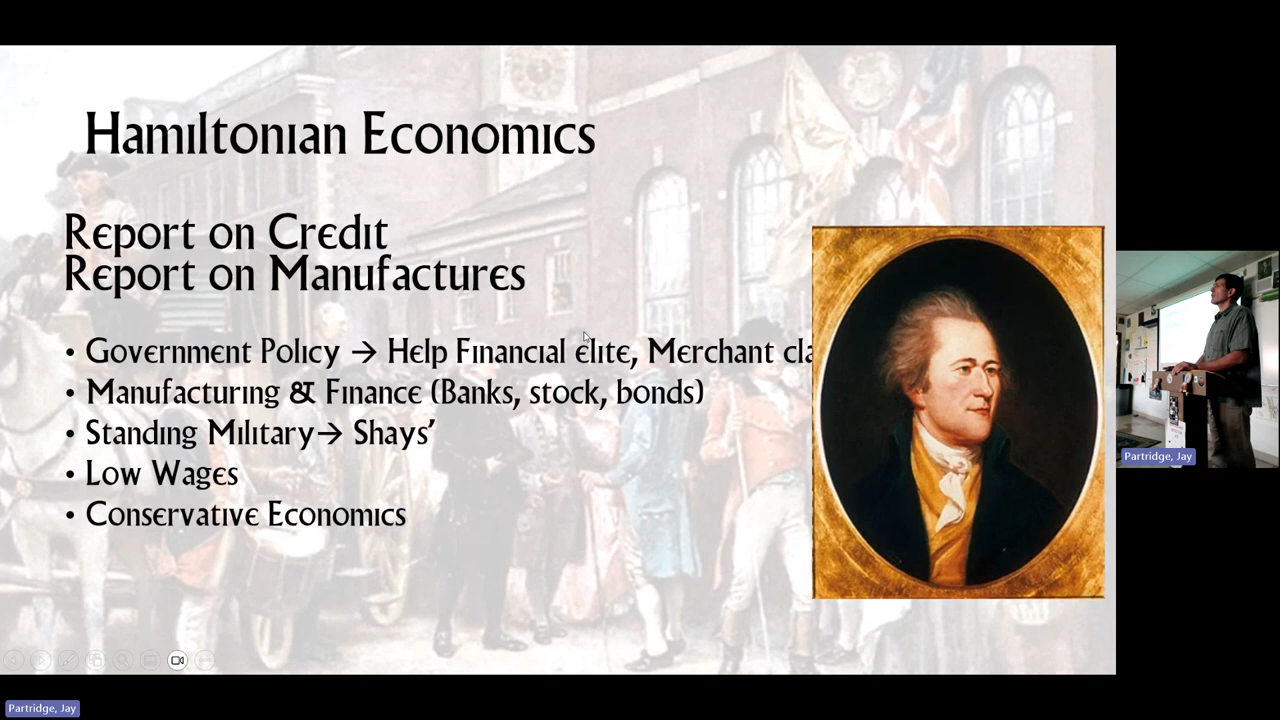 Hamiltonian Economics
Report on Credit
Report on Manufactures
• Government Policy → Help Financial elite, Merchant cla
• Manufacturing & Finance (Banks, stock, bonds)
• Standing Military→ Shays’
• Low Wages
• Conservative Economics
Partridge, Jay
Partridge, Jay